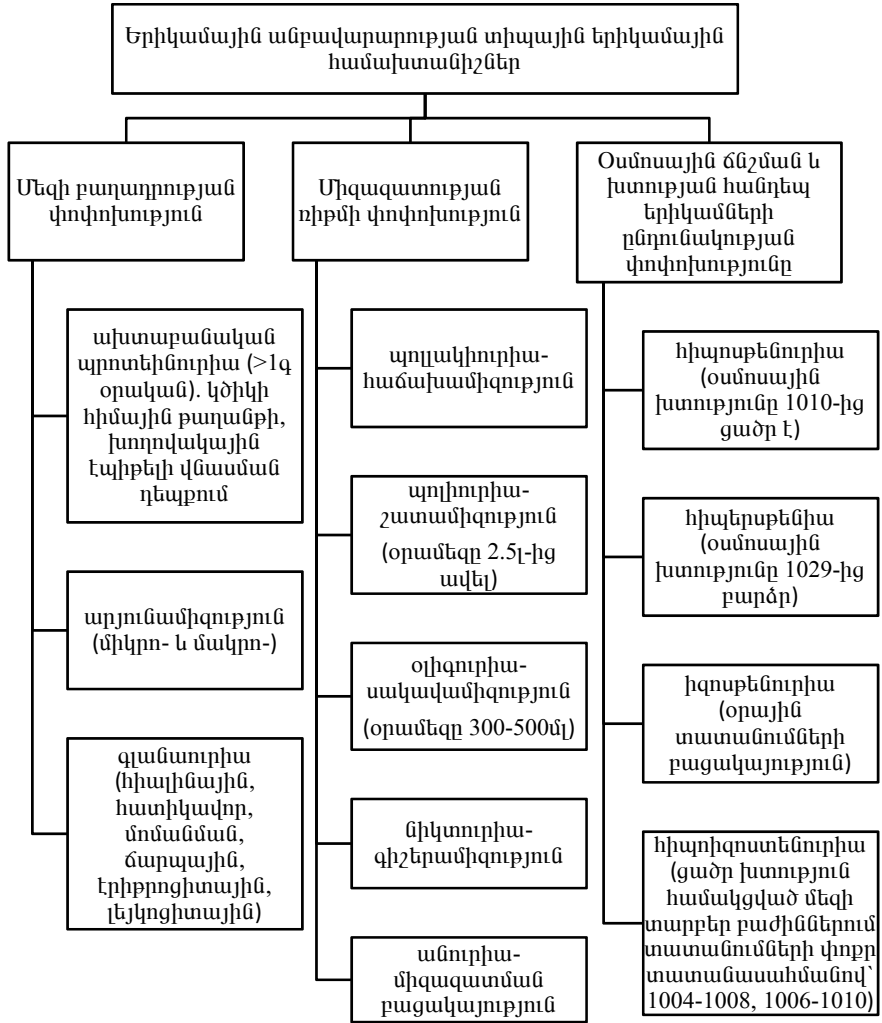 Երիկամային անբավարարության տիպային երիկամային
համախտանիշներ
Մեզի բաղադրության
փոփոխություն
ախտաբանական
պրոտեինուրիա (>1գ
օրական). կծիկի
հիմային թաղանթի,
խողովակային
էպիթելի վնասման
դեպքում
արյունամիզություն
(միկրո- և մակրո-)
գլանաուրիա
(հիալինային,
հատիկավոր,
մոմանման,
ճարպային,
էրիթրոցիտային,
լեյկոցիտային)
Միզազատության
ռիթմի փոփոխություն
պոլլակիուրիա-
հաճախամիզություն
պոլիուրիա-
շատամիզություն
(օրամեզը 2.5լ-ից
ավել)
օլիգուրիա-
սակավամիզություն
(օրամեզը 300-500մլ)
նիկտուրիա-
գիշերամիզություն
անուրիա-
միզազատման
բացակայություն
Օսմոսային ճնշման և
խտության հանդեպ
երիկամների
ընդունակության
փոփոխությունը
հիպոսթենուրիա
(օսմոսային
խտությունը 1010-ից
ցածր է)
հիպերսթենիա
(օսմոսային
խտությունը 1029-ից
բարձր)
իզոսթենուրիա
(օրային
տատանումների
բացակայություն)
հիպոիզոստենուրիա
(ցածր խտություն
համակցված մեզի
տարբեր բաժիններում
տատանումների փոքր
տատանասահմանով՝
1004-1008, 1006-1010)